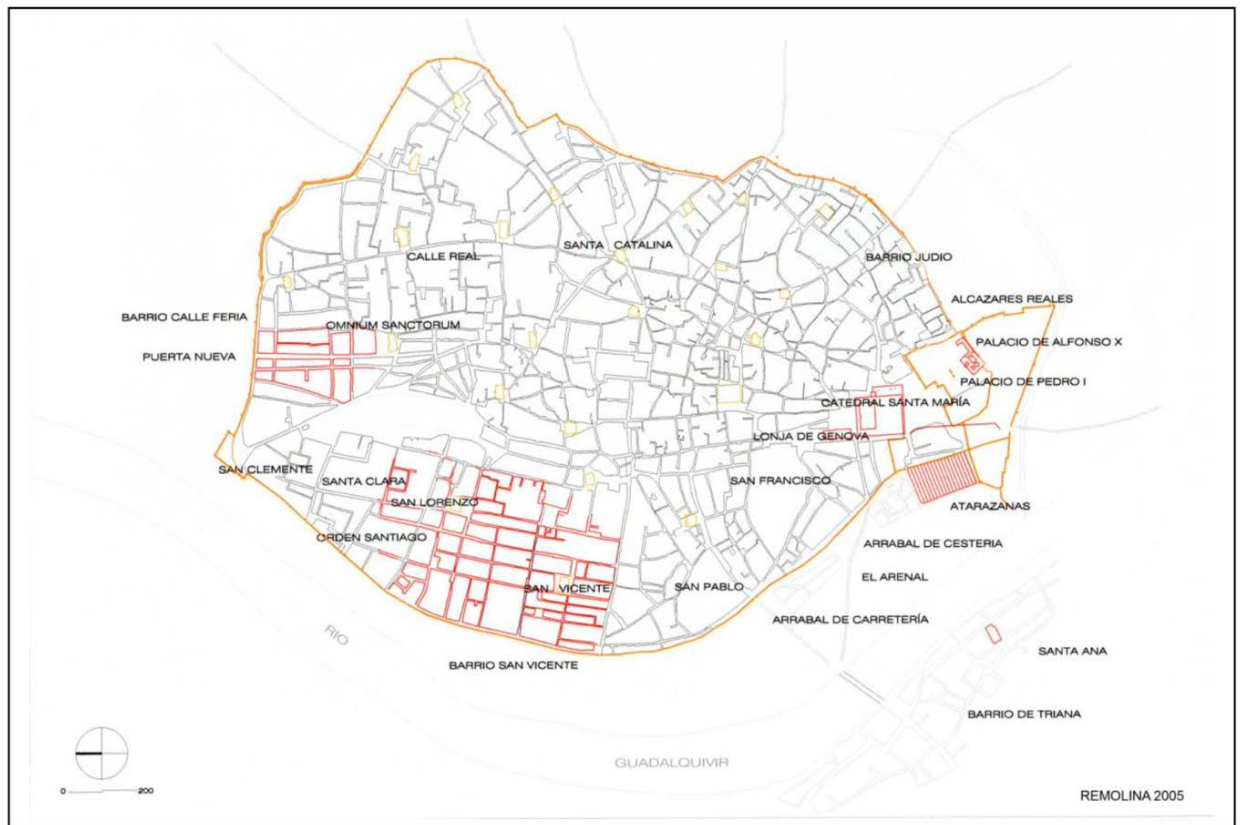 SANTA CATALINA
CALLE REAL
BARRIO JUDIO
ALCAZARES REALES
BARRIO CALLE FERIA
OMNIUM SANCTORUM
PUERTA NUEVA
PALACIO DE ALFONSO X
PALACIO DE PEDRO I
CATEDRAL SANTA MARÍA
LONJA DE GENOVA
SAN CLEMENTE
SANTA CLARA
SAN FRANCISCO
SAN LORENZO
ATARAZANAS
ORDEN SANTIAGO
ARRABAL DE CESTERIA
EL ARENAL
SAN VICENTE
SAN PABLO
ARRABAL DE CARRETERÍA
RIO
SANTA ANA
BARRIO SAN VICENTE
BARRIO DE TRIANA
GUADALQUIVIR
0 200
REMOLINA 2005